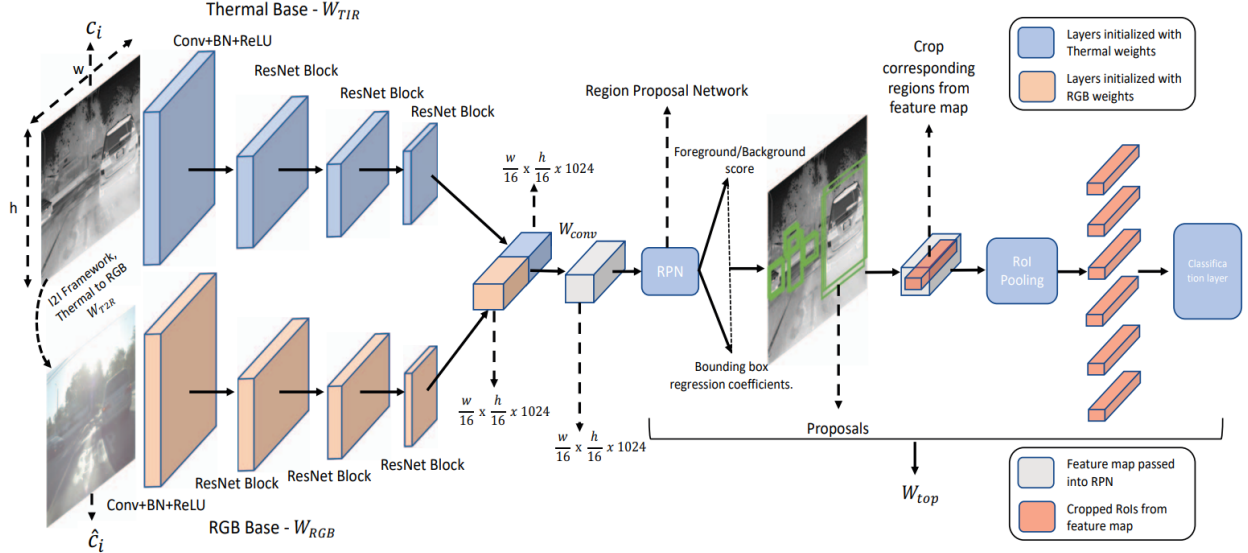 Thermal Base - W_TIR
c_i
w
h
Conv+BN+ReLU
ResNet Block
ResNet Block
ResNet Block
I2I Framework,
Thermal to RGB
W_T2R
Conv+BN+ReLU
ResNet Block
ResNet Block
ResNet Block
RGB Base - W_RGB
ĉ_i
w/16 x h/16 x 1024
w/16 x h/16 x 1024
W_conv
w/16 x h/16 x 1024
Region Proposal Network
RPN
Foreground/Background
score
Bounding box
regression coefficients.
Proposals
Crop
corresponding
regions from
feature map
RoI
Pooling
Classifica
tion layer
W_top
Layers initialized with
Thermal weights
Layers initialized with
RGB weights
Feature map passed
into RPN
Cropped RoIs from
feature map